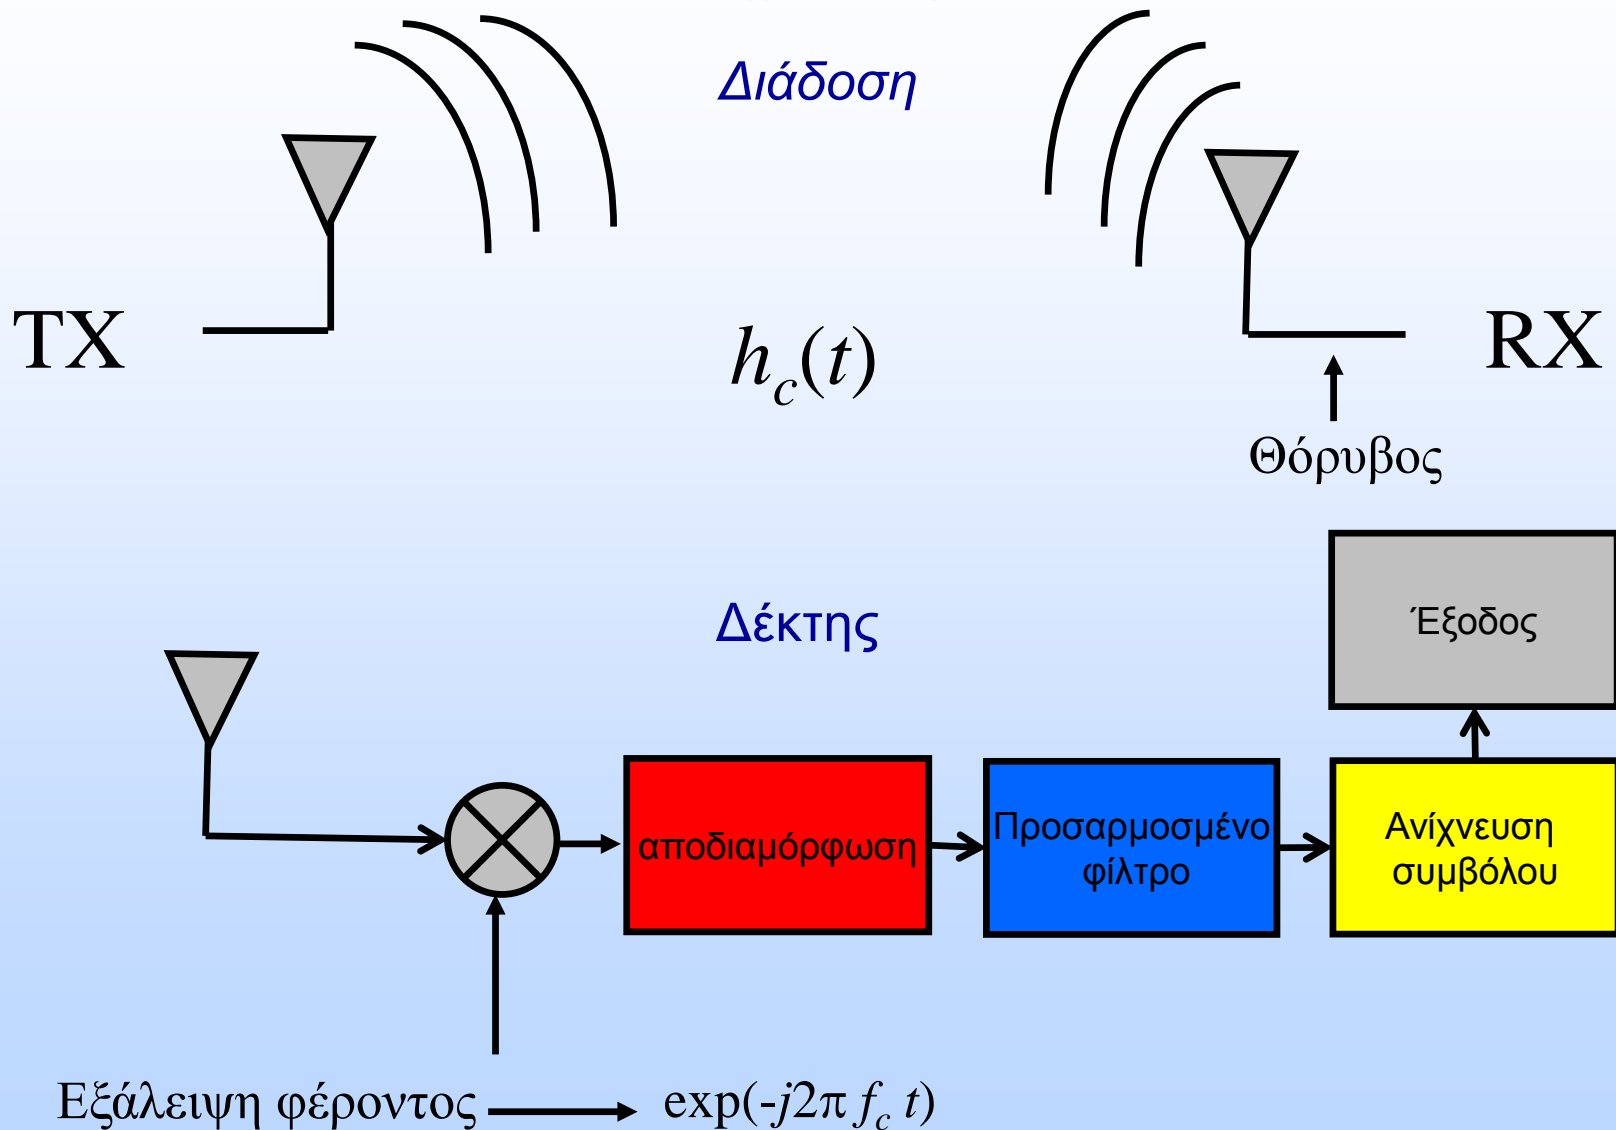 Διάδοση
TX
h_c(t)
RX
Θόρυβος
Δέκτης
Έξοδος
αποδιαμόρφωση
Προσαρμοσμένο
φίλτρο
Ανίχνευση
συμβόλου
Εξάλειψη φέροντος
exp(-j2π f_c t)